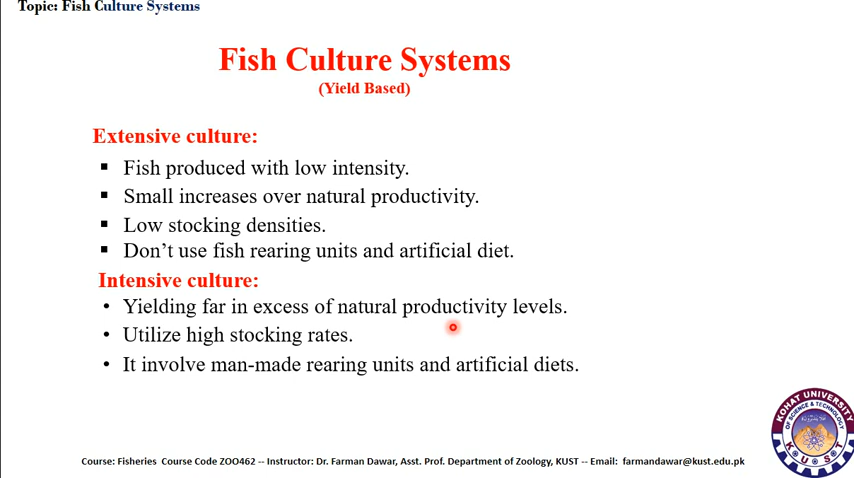 Topic: Fish Culture Systems
Fish Culture Systems
(Yield Based)
Extensive culture:
▪ Fish produced with low intensity.
▪ Small increases over natural productivity.
▪ Low stocking densities.
▪ Don’t use fish rearing units and artificial diet.
Intensive culture:
• Yielding far in excess of natural productivity levels.
• Utilize high stocking rates.
• It involve man-made rearing units and artificial diets.
KOHAT UNIVERSITY
OF SCIENCE & TECHNOLOGY
K U S T
Course: Fisheries Course Code ZOO462 -- Instructor: Dr. Farman Dawar, Asst. Prof. Department of Zoology, KUST -- Email: farmandawar@kust.edu.pk